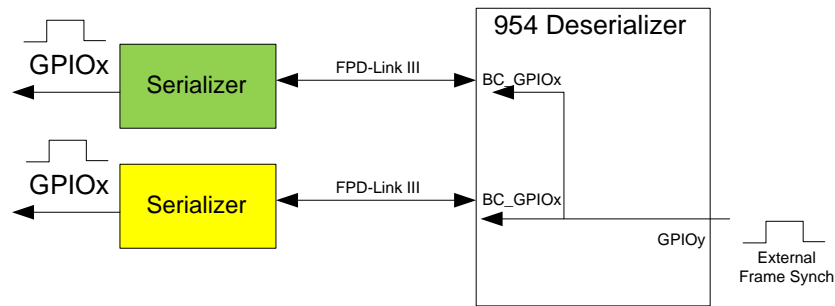 954 Deserializer
GPIOx
Serializer
FPD-Link III
BC_GPIOx
GPIOx
Serializer
FPD-Link III
BC_GPIOx
GPIOy
External
Frame Synch